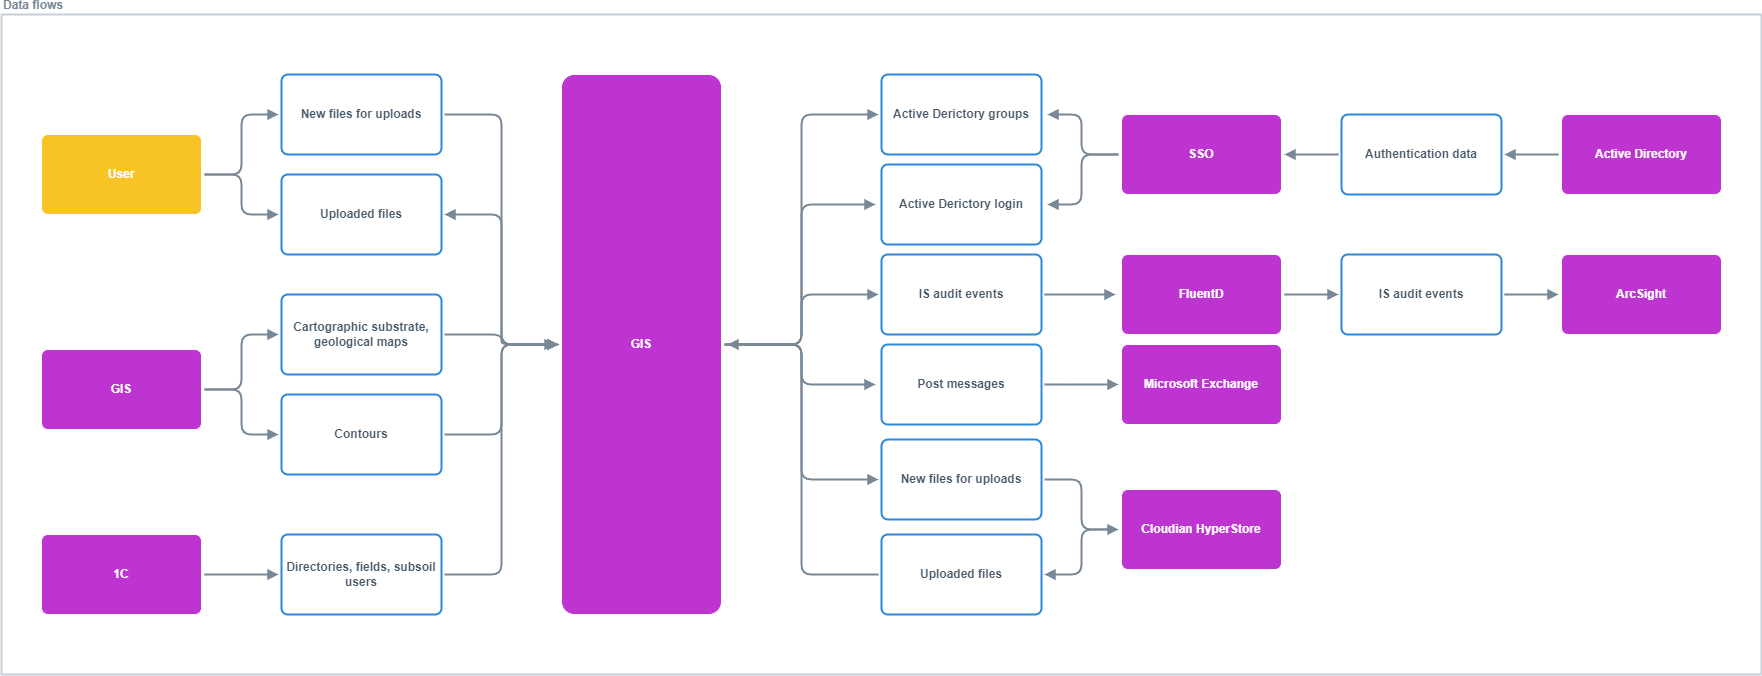 Data flows
New files for uploads
User
Uploaded files
Cartographic substrate,
geological maps
GIS
Contours
1C
Directories, fields, subsoil
users
GIS
Active Derictory groups
SSO
Authentication data
Active Directory
Active Derictory login
IS audit events
FluentD
IS audit events
ArcSight
Post messages
Microsoft Exchange
New files for uploads
Cloudian HyperStore
Uploaded files